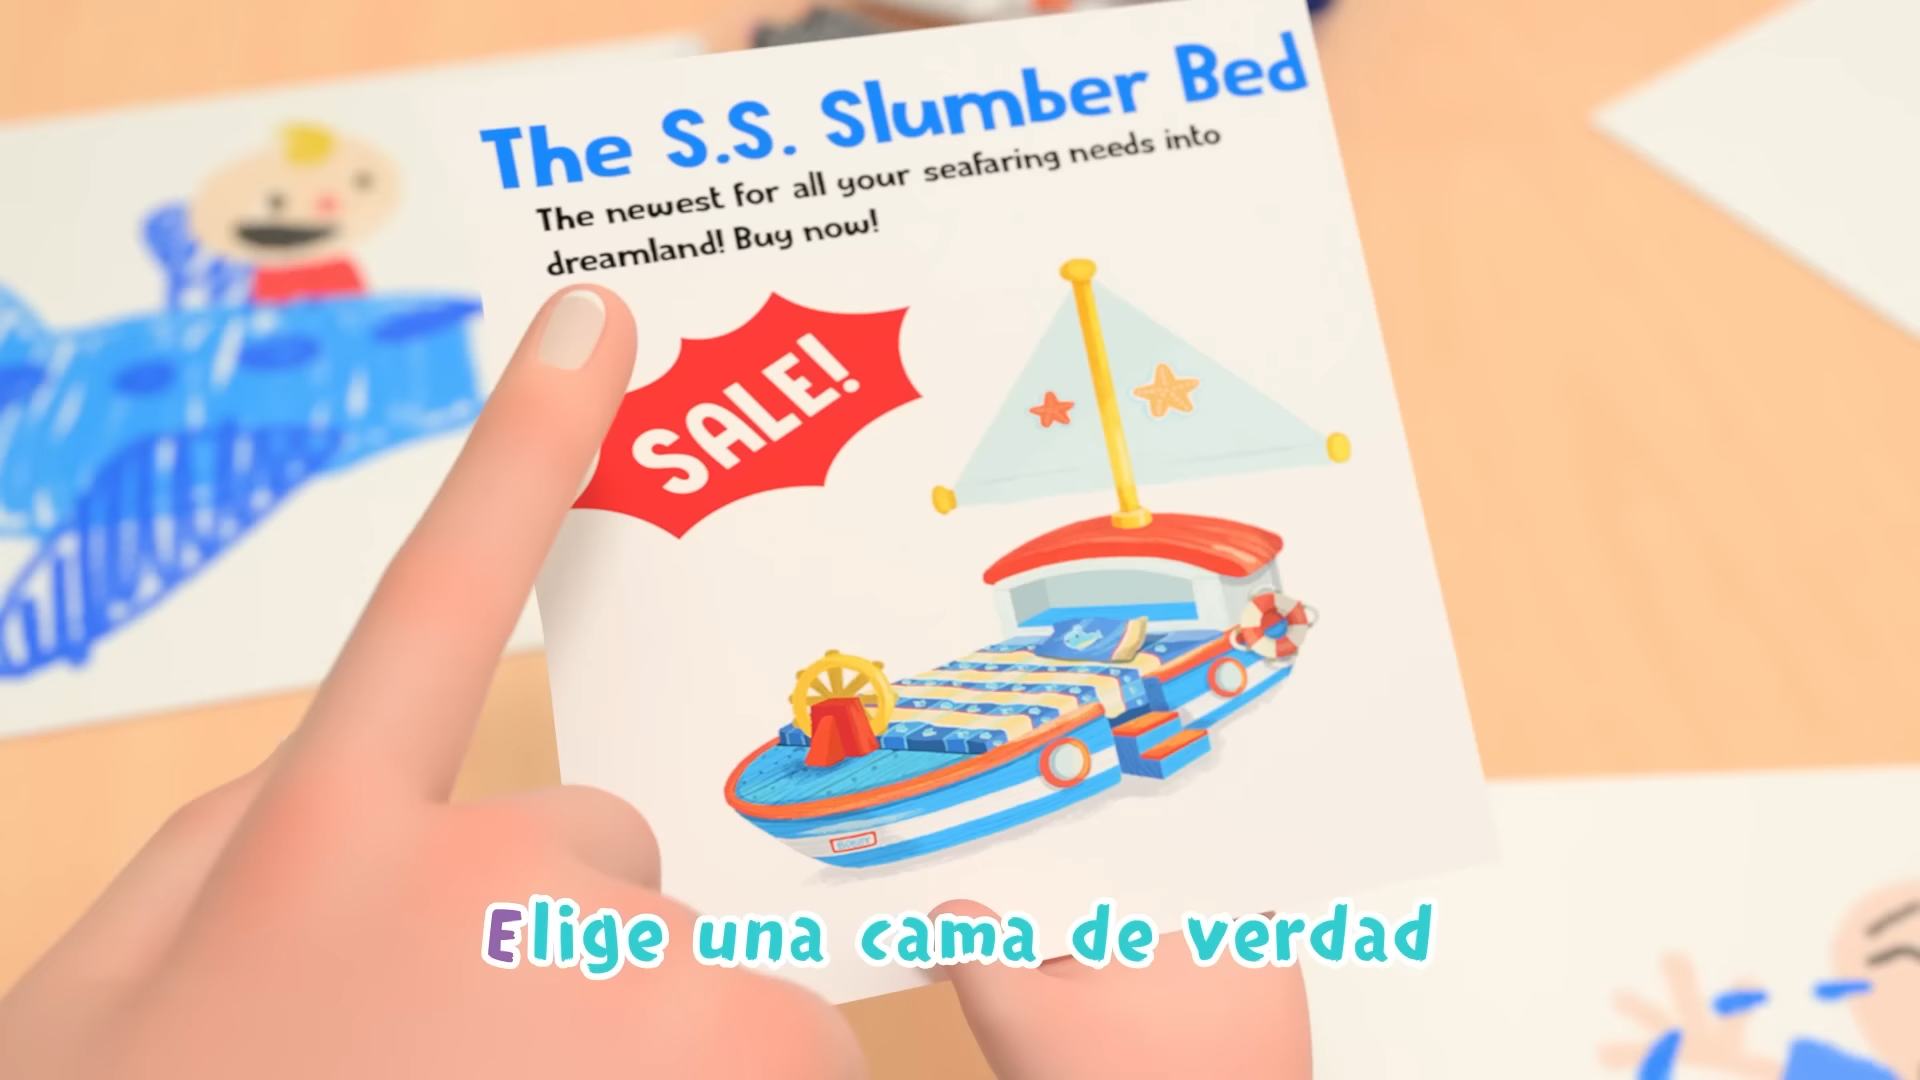 The S.S. Slumber Bed
The newest for all your seafaring needs into
dreamland! Buy now!
SALE!
Elige una cama de verdad